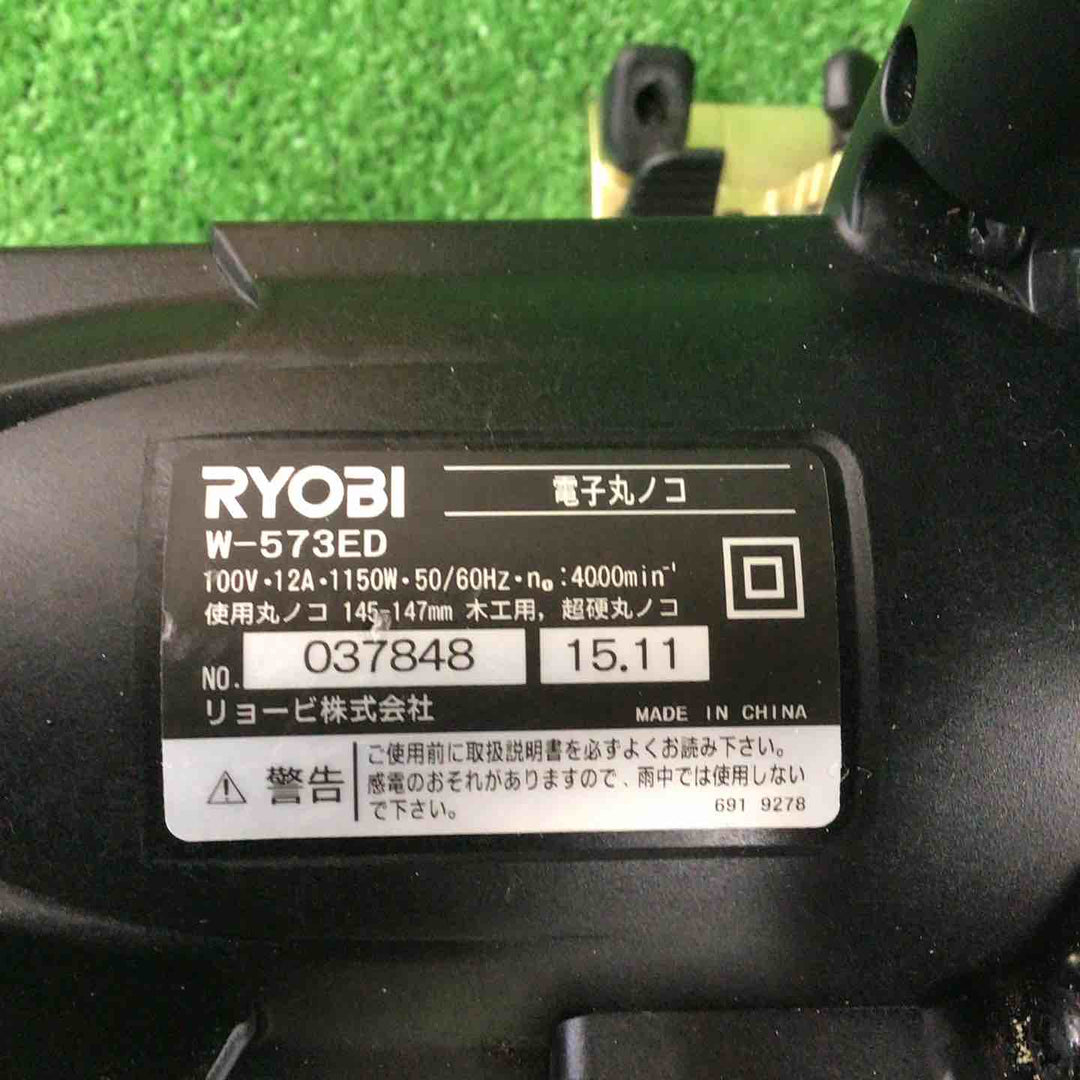 RYOBI 電子丸ノコ
W-573ED
100V・12A・1150W・50/60Hz・n₀:4000min⁻¹
使用丸ノコ 145-147mm 木工用, 超硬丸ノコ
NO. 037848 15.11
リョービ株式会社 MADE IN CHINA
⚠ 警告
ご使用前に取扱説明書を必ずよくお読み下さい。
感電のおそれがありますので、雨中では使用しない
で下さい。
691 9278